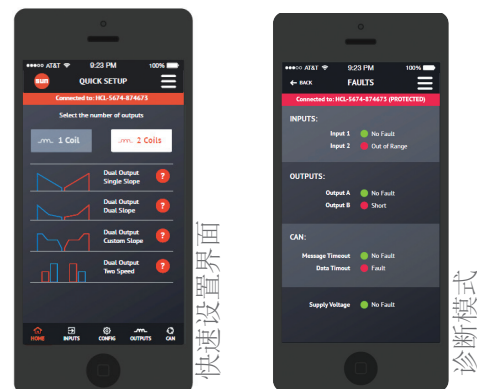 AT&T 9:23 PM 100%
sun QUICK SETUP
Connected to: HCL-5674-874673
Select the number of outputs
1 Coil 2 Coils
Dual Output
Single Slope ?
Dual Output
Dual Slope ?
Dual Output
Custom Slope ?
Dual Output
Two Speed ?
HOME INPUTS CONFIG OUTPUTS CAN
快速设置界面
AT&T 9:23 PM 100%
← BACK FAULTS
Connected to: HCL-5674-874673 (PROTECTED)
INPUTS:
Input 1 No Fault
Input 2 Out of Range
OUTPUTS:
Output A No Fault
Output B Short
CAN:
Message Timeout No Fault
Data Timout Fault
Supply Voltage No Fault
诊断模式